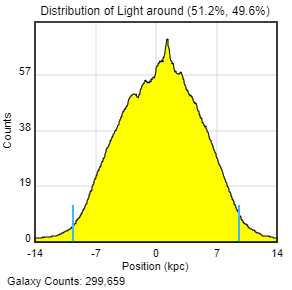 Distribution of Light around (51.2%, 49.6%)
57
38
19
0
Counts
-14 -7 0 7 14
Position (kpc)
Galaxy Counts: 299,659